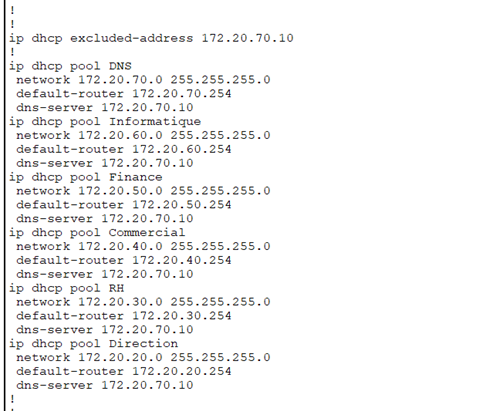 !
!
ip dhcp excluded-address 172.20.70.10
!
ip dhcp pool DNS
 network 172.20.70.0 255.255.255.0
 default-router 172.20.70.254
 dns-server 172.20.70.10
ip dhcp pool Informatique
 network 172.20.60.0 255.255.255.0
 default-router 172.20.60.254
 dns-server 172.20.70.10
ip dhcp pool Finance
 network 172.20.50.0 255.255.255.0
 default-router 172.20.50.254
 dns-server 172.20.70.10
ip dhcp pool Commercial
 network 172.20.40.0 255.255.255.0
 default-router 172.20.40.254
 dns-server 172.20.70.10
ip dhcp pool RH
 network 172.20.30.0 255.255.255.0
 default-router 172.20.30.254
 dns-server 172.20.70.10
ip dhcp pool Direction
 network 172.20.20.0 255.255.255.0
 default-router 172.20.20.254
 dns-server 172.20.70.10
!